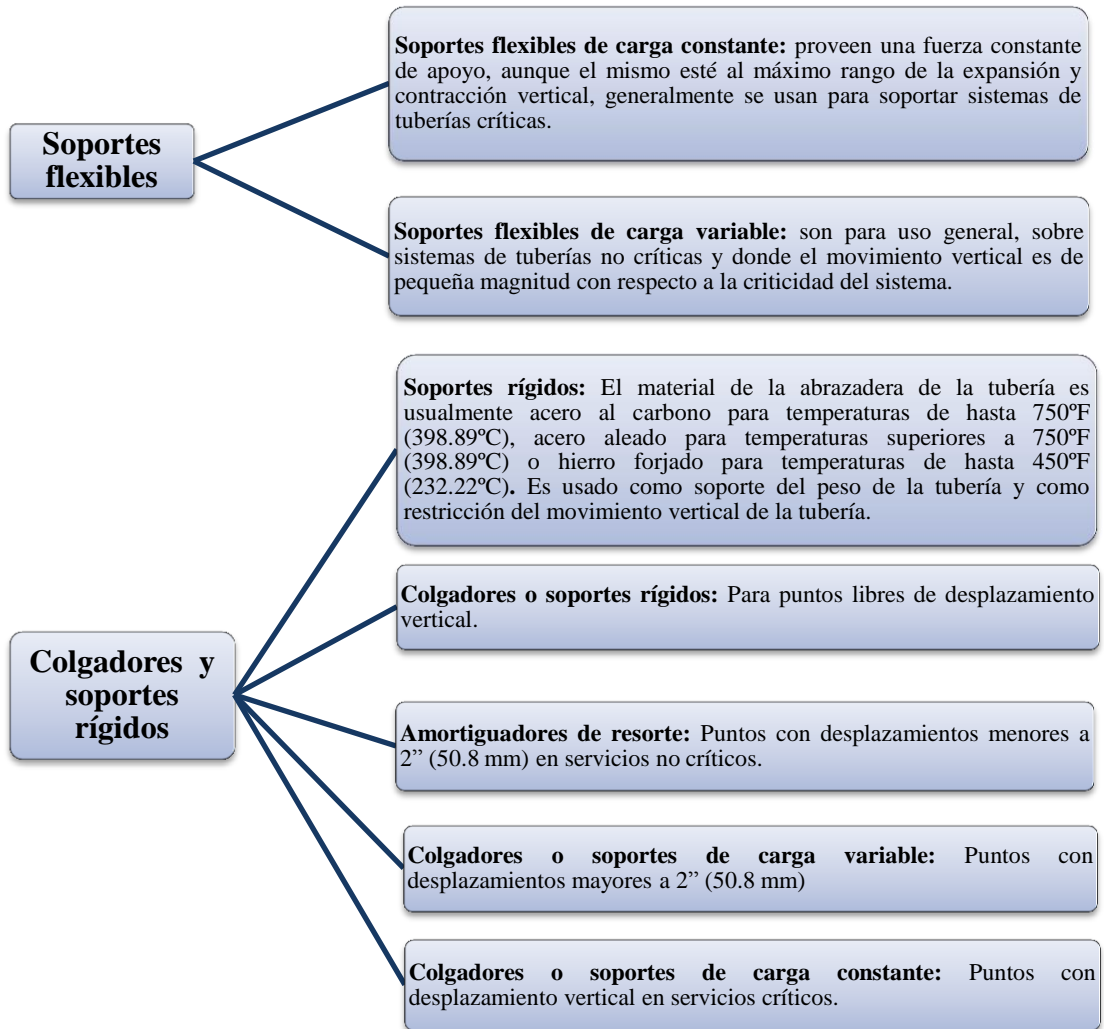 Soportes
flexibles
Soportes flexibles de carga constante: proveen una fuerza constante
de apoyo, aunque el mismo esté al máximo rango de la expansión y
contracción vertical, generalmente se usan para soportar sistemas de
tuberías críticas.
Soportes flexibles de carga variable: son para uso general, sobre
sistemas de tuberías no críticas y donde el movimiento vertical es de
pequeña magnitud con respecto a la criticidad del sistema.
Colgadores y
soportes
rígidos
Soportes rígidos: El material de la abrazadera de la tubería es
usualmente acero al carbono para temperaturas de hasta 750ºF
(398.89ºC), acero aleado para temperaturas superiores a 750ºF
(398.89ºC) o hierro forjado para temperaturas de hasta 450ºF
(232.22ºC). Es usado como soporte del peso de la tubería y como
restricción del movimiento vertical de la tubería.
Colgadores o soportes rígidos: Para puntos libres de desplazamiento
vertical.
Amortiguadores de resorte: Puntos con desplazamientos menores a
2” (50.8 mm) en servicios no críticos.
Colgadores o soportes de carga variable: Puntos con
desplazamientos mayores a 2” (50.8 mm)
Colgadores o soportes de carga constante: Puntos con
desplazamiento vertical en servicios críticos.